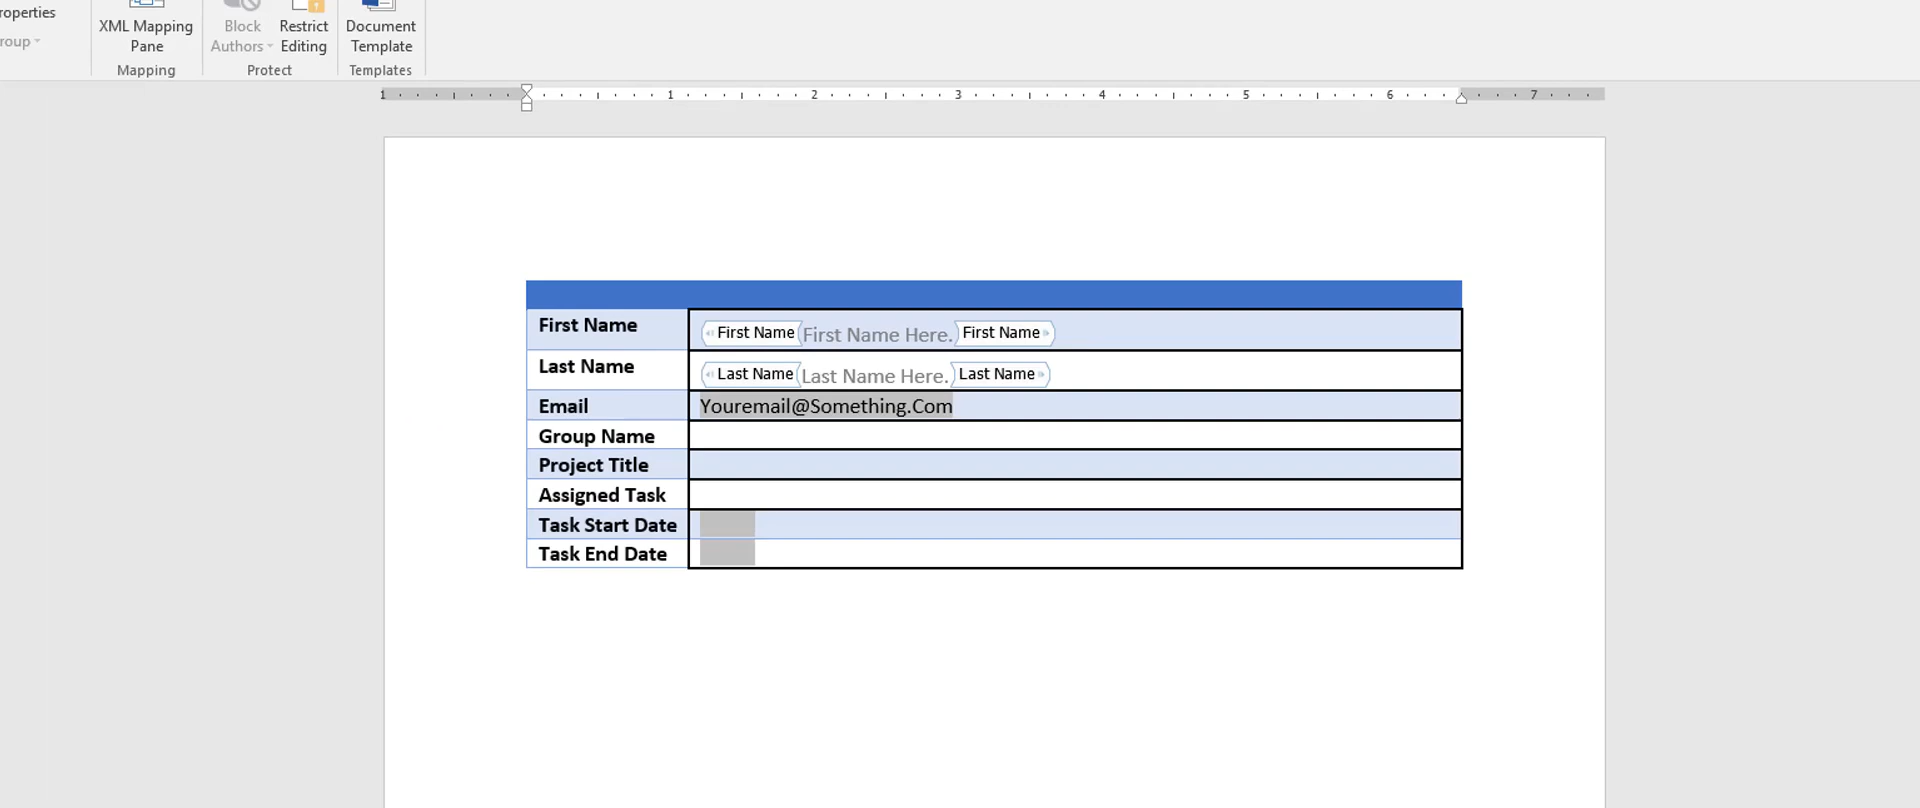 roperties
roup
XML Mapping
Pane
Mapping
Block
Authors
Restrict
Editing
Protect
Document
Template
Templates
1 1 2 3 4 5 6 7
First Name First Name First Name Here. First Name
Last Name Last Name Last Name Here. Last Name
Email Youremail@Something.Com
Group Name
Project Title
Assigned Task
Task Start Date
Task End Date